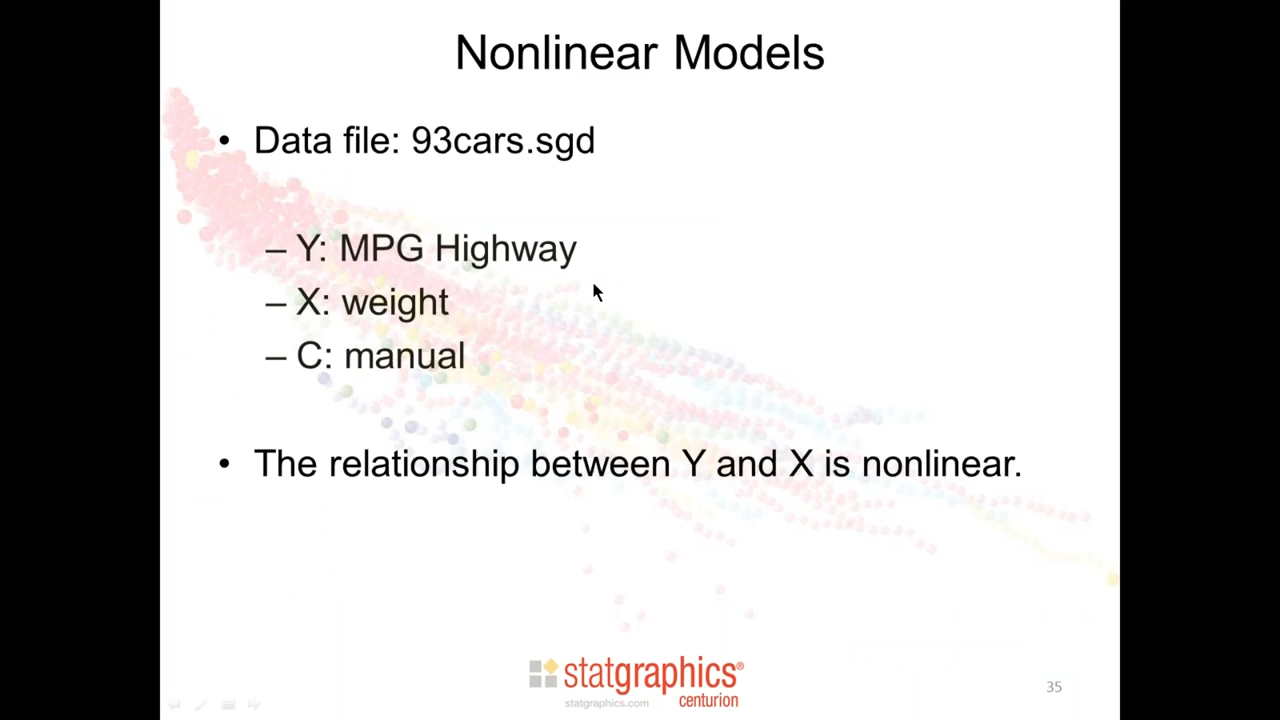 Nonlinear Models
• Data file: 93cars.sgd
– Y: MPG Highway
– X: weight
– C: manual
• The relationship between Y and X is nonlinear.
statgraphics®
centurion
statgraphics.com
35